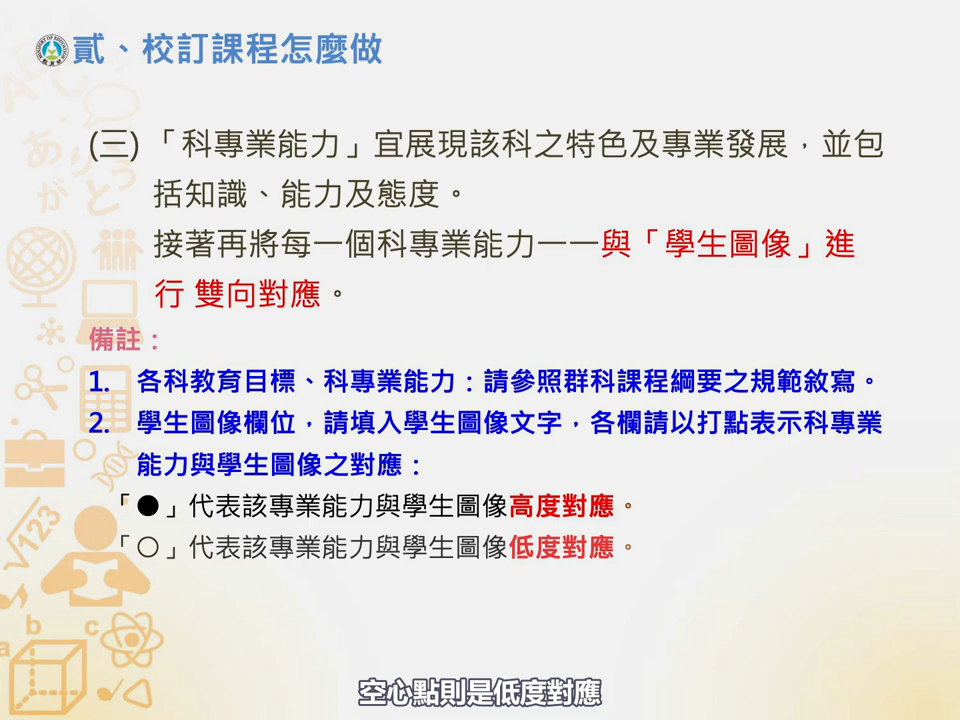 貳、校訂課程怎麼做
(三) 「科專業能力」宜展現該科之特色及專業發展，並包
括知識、能力及態度。
接著再將每一個科專業能力一一與「學生圖像」進
行 雙向對應。
備註：
1. 各科教育目標、科專業能力：請參照群科課程綱要之規範敘寫。
2. 學生圖像欄位，請填入學生圖像文字，各欄請以打點表示科專業
能力與學生圖像之對應：
「●」代表該專業能力與學生圖像高度對應。
「○」代表該專業能力與學生圖像低度對應。
空心點則是低度對應